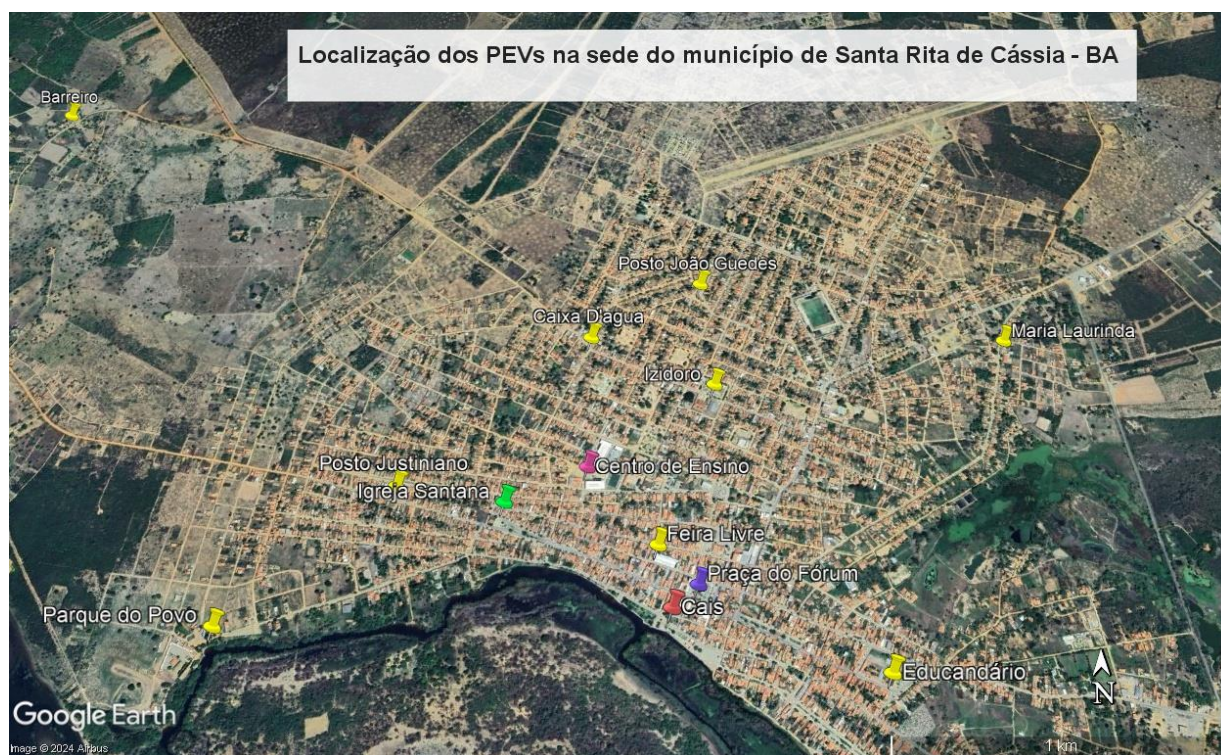 Localização dos PEVs na sede do município de Santa Rita de Cássia - BA
Barreiro
Posto João Guedes
Caixa D'agua
Maria Laurinda
Izidoro
Posto Justiniano
Centro de Ensino
Igreja Santana
Feira Livre
Praça do Fórum
Cais
Parque do Povo
Educandário
N
Google Earth
Image © 2024 Airbus
1 km